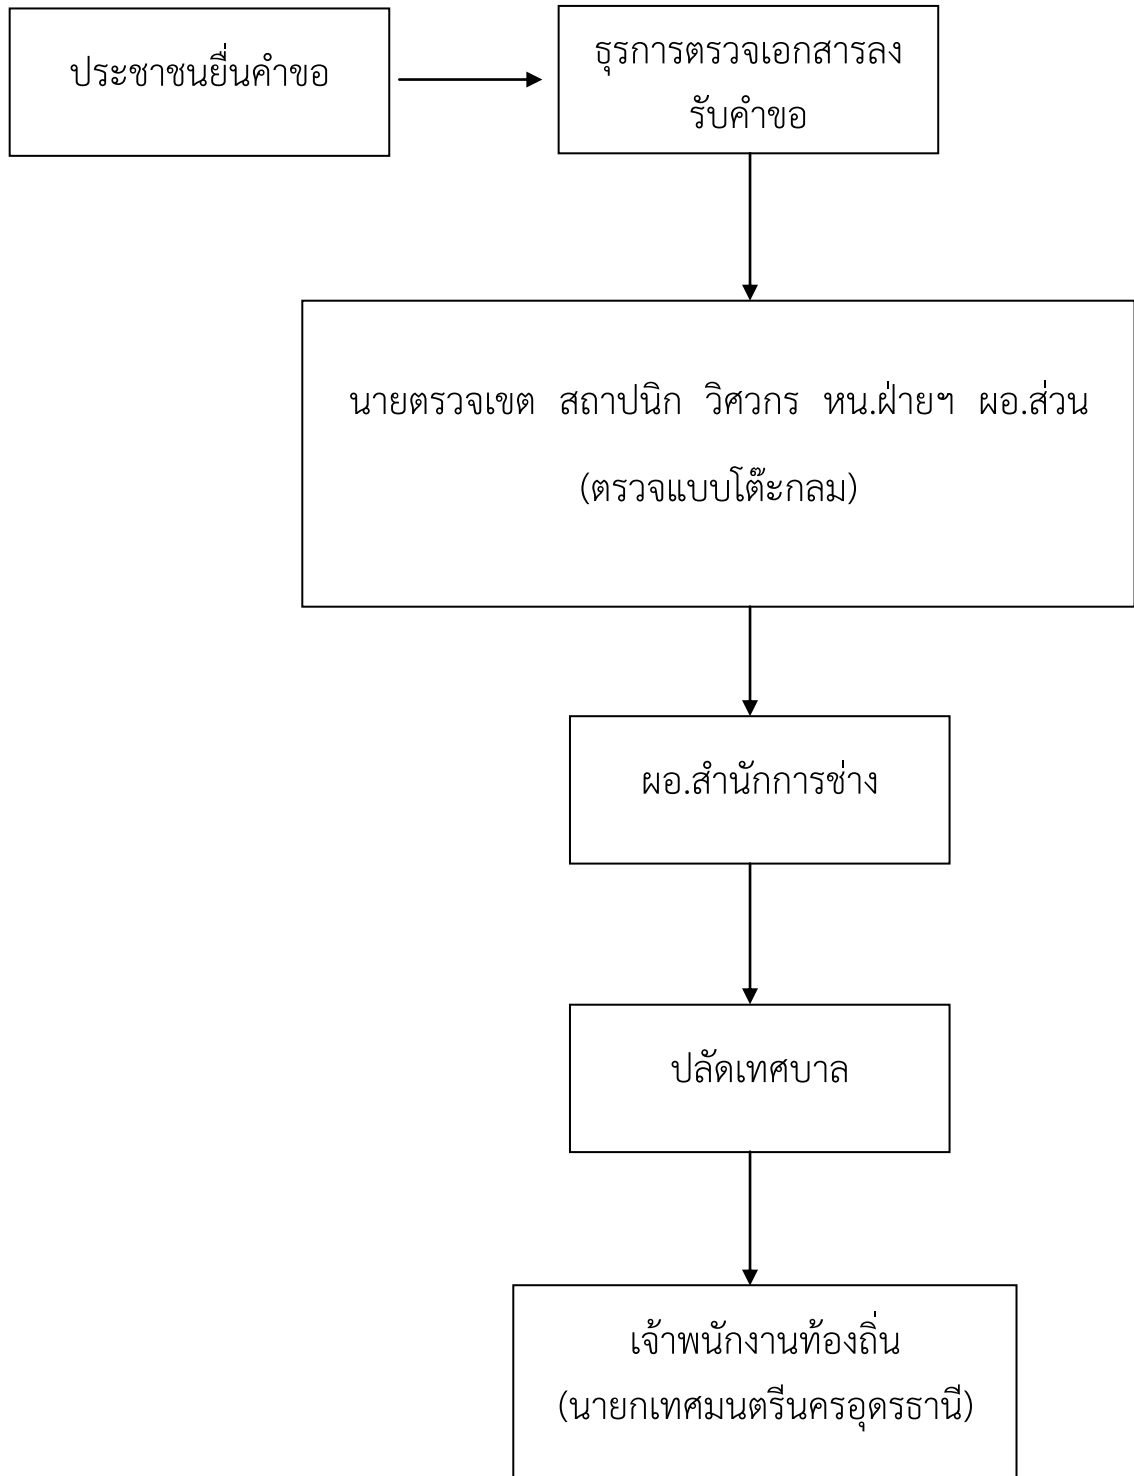 ประชาชนยื่นคำขอ
ธุรการตรวจเอกสารลง
รับคำขอ
นายตรวจเขต สถาปนิก วิศวกร หน.ฝ่ายฯ ผอ.ส่วน
(ตรวจแบบโต๊ะกลม)
ผอ.สำนักการช่าง
ปลัดเทศบาล
เจ้าพนักงานท้องถิ่น
(นายกเทศมนตรีนครอุดรธานี)